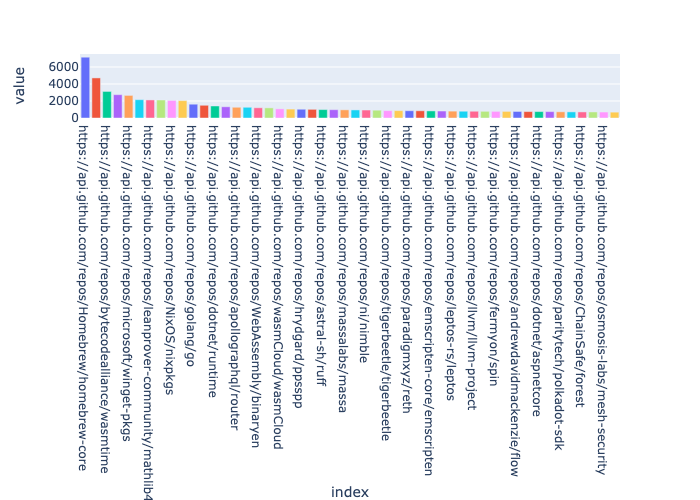 value
6000
4000
2000
0
https://api.github.com/repos/Homebrew/homebrew-core
https://api.github.com/repos/bytecodealliance/wasmtime
https://api.github.com/repos/microsoft/winget-pkgs
https://api.github.com/repos/leanprover-community/mathlib4
https://api.github.com/repos/NixOS/nixpkgs
https://api.github.com/repos/golang/go
https://api.github.com/repos/dotnet/runtime
https://api.github.com/repos/apollographql/router
https://api.github.com/repos/WebAssembly/binaryen
https://api.github.com/repos/wasmCloud/wasmCloud
https://api.github.com/repos/hrydgard/ppsspp
https://api.github.com/repos/astral-sh/ruff
https://api.github.com/repos/massalabs/massa
https://api.github.com/repos/ni/nimble
https://api.github.com/repos/tigerbeetle/tigerbeetle
https://api.github.com/repos/paradigmxyz/reth
https://api.github.com/repos/emscripten-core/emscripten
https://api.github.com/repos/leptos-rs/leptos
https://api.github.com/repos/llvm/llvm-project
https://api.github.com/repos/fermyon/spin
https://api.github.com/repos/andrewdavidmackenzie/flow
https://api.github.com/repos/dotnet/aspnetcore
https://api.github.com/repos/paritytech/polkadot-sdk
https://api.github.com/repos/ChainSafe/forest
https://api.github.com/repos/osmosis-labs/mesh-security
index